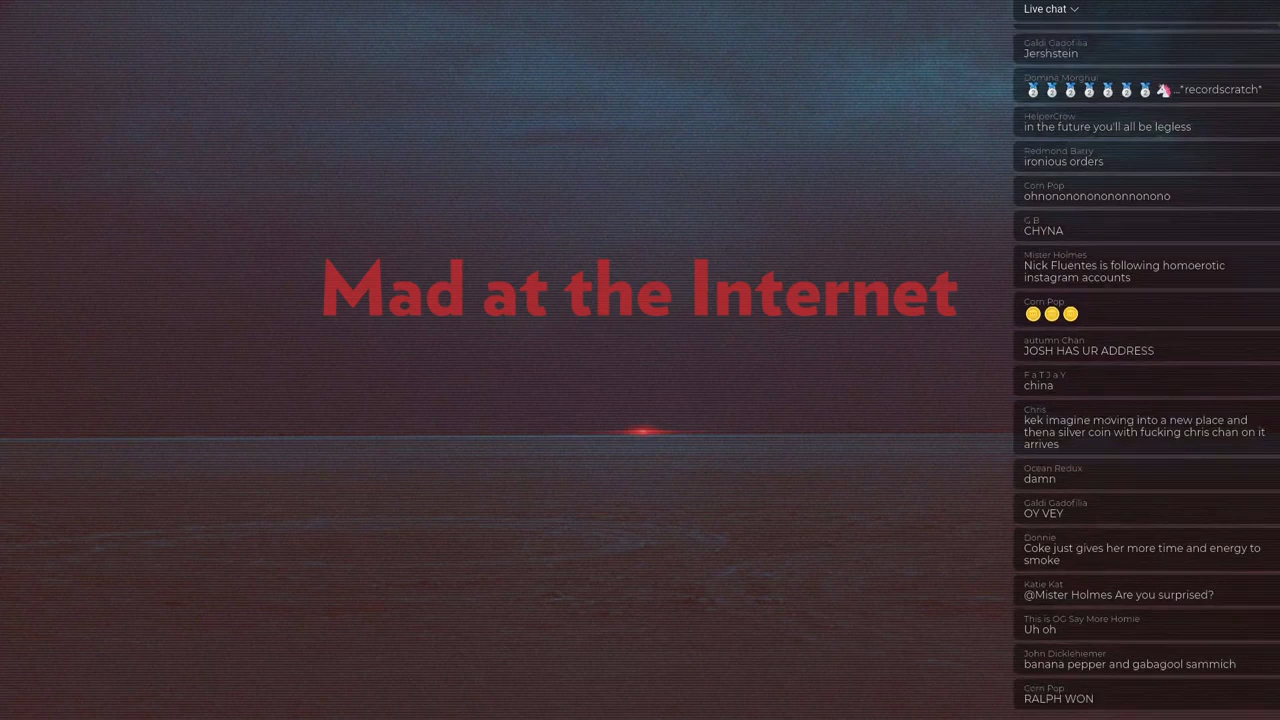 Live chat
Galdi Gadofilia
Jershstein
Domina Morghul
..."recordscratch"
HelperCrow
in the future you'll all be legless
Redmond Barry
ironious orders
Corn Pop
ohnonononononononnonono
G B
CHYNA
Mister Holmes
Nick Fluentes is following homoerotic
instagram accounts
Corn Pop
autumn Chan
JOSH HAS UR ADDRESS
F a T J a Y
china
Chris
kek imagine moving into a new place and
thena silver coin with fucking chris chan on it
arrives
Ocean Redux
damn
Galdi Gadofilia
OY VEY
Donnie
Coke just gives her more time and energy to
smoke
Katie Kat
@Mister Holmes Are you surprised?
This is OG Say More Homie
Uh oh
John Dicklehiemer
banana pepper and gabagool sammich
Corn Pop
RALPH WON
Mad at the Internet